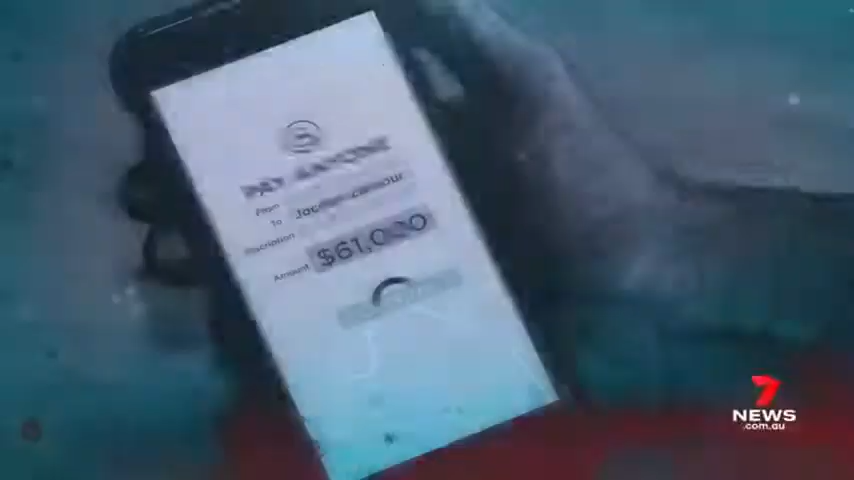 PAY ANYONE
From
To
Description
Amount $61,000
7
NEWS
.com.au